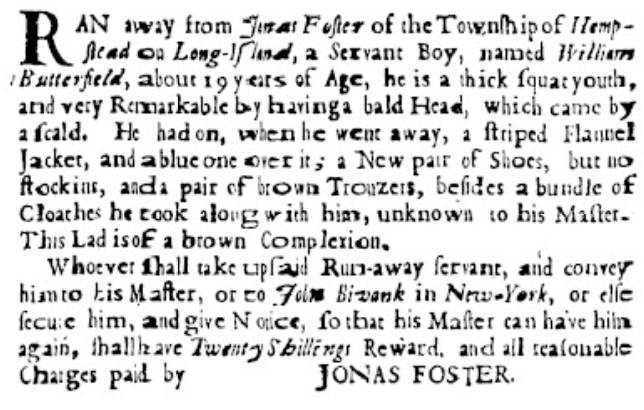 RAN away from Jonas Foster of the Township of Hemp-
stead on Long-Island, a Servant Boy, named William
Butterfield, about 19 years of Age, he is a thick squat youth,
and very Remarkable by having a bald Head, which came by
a scald. He had on, when he went away, a striped Flannel
Jacket, and a blue one over it; a New pair of Shoes, but no
stockins, and a pair of brown Trouzers, besides a bundle of
Cloaths he took along with him, unknown to his Master.
This Lad is of a brown Complexion.
Whoever shall take up said Run-away servant, and convey
him to his Master, or to John Bivank in New-York, or else
secure him, and give Notice, so that his Master can have him
again, shall have Twenty Shillings Reward, and all reasonable
Charges paid by JONAS FOSTER.